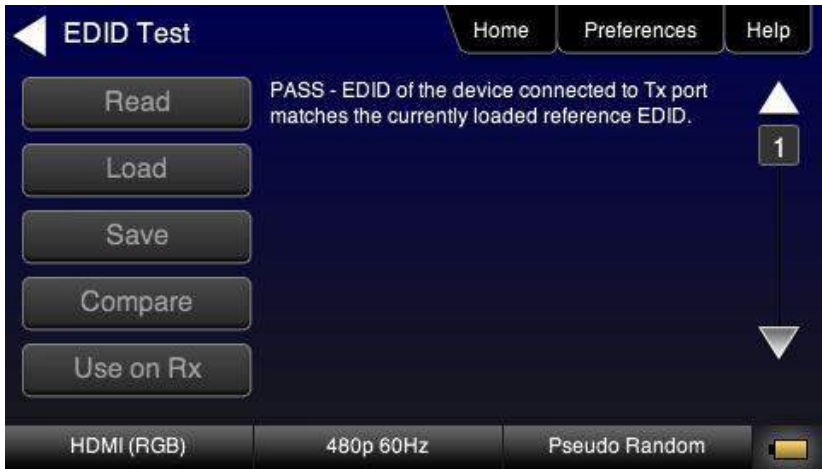 EDID Test
Home
Preferences
Help
Read
Load
Save
Compare
Use on Rx
PASS - EDID of the device connected to Tx port
matches the currently loaded reference EDID.
1
HDMI (RGB)
480p 60Hz
Pseudo Random